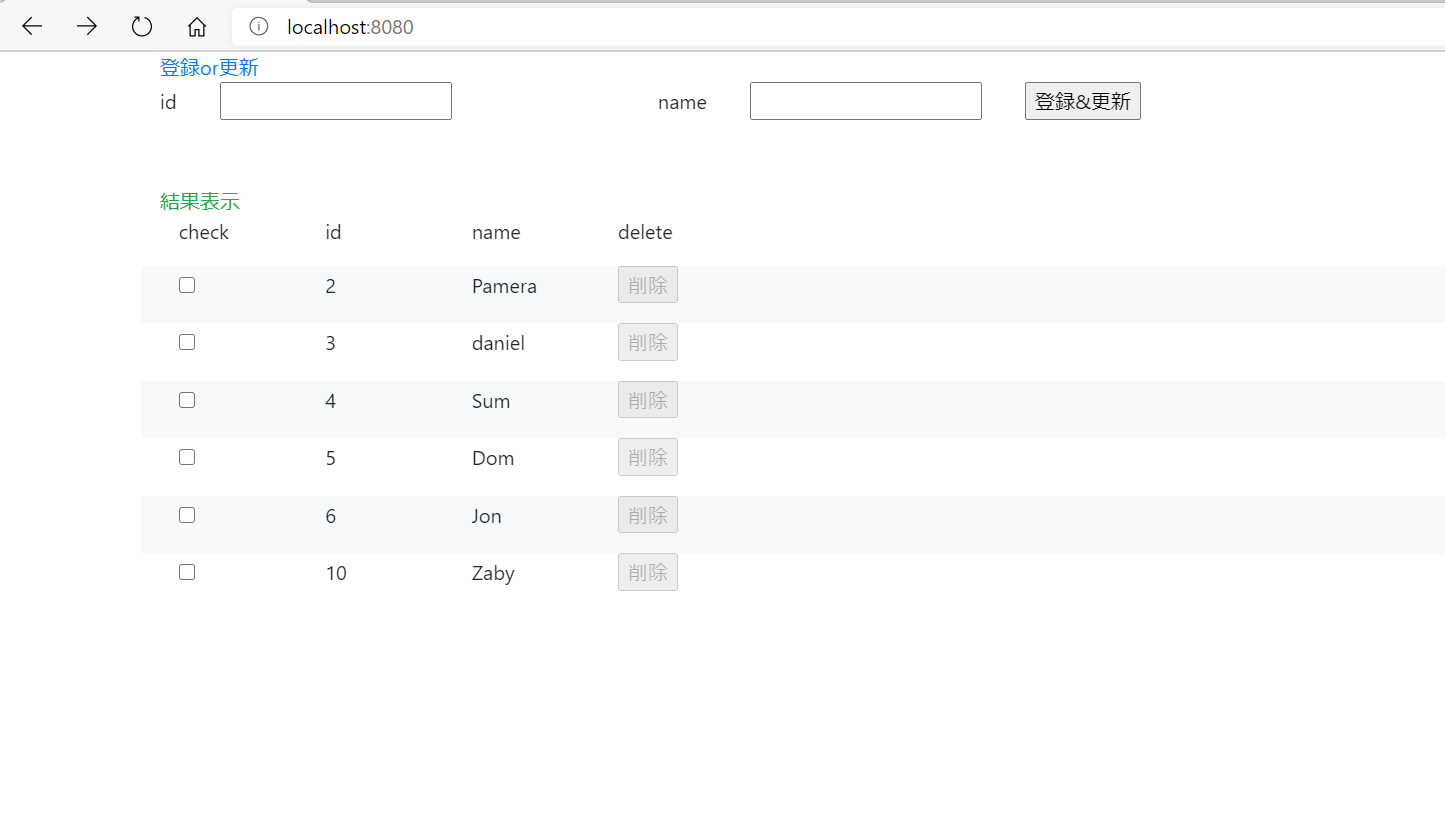 localhost:8080
登録or更新
id name 登録&更新
結果表示
check id name delete
2 Pamera 削除
3 daniel 削除
4 Sum 削除
5 Dom 削除
6 Jon 削除
10 Zaby 削除